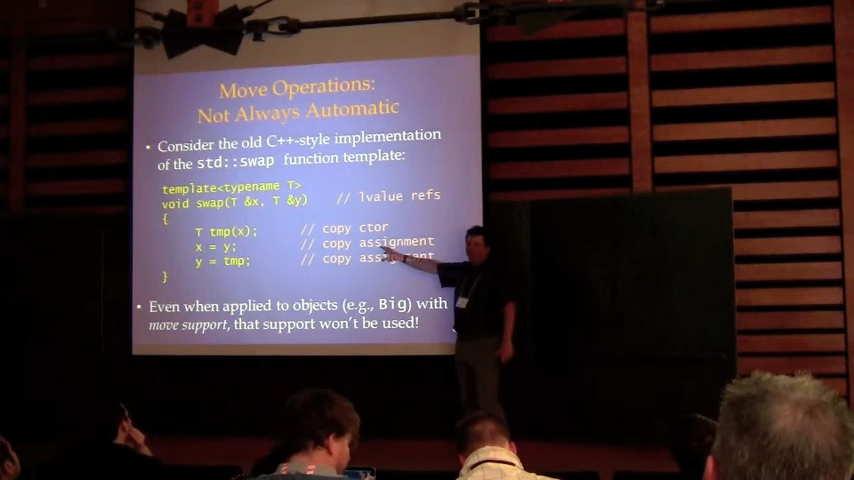 Move Operations:
Not Always Automatic
• Consider the old C++-style implementation
of the std::swap function template:
template<typename T>
void swap(T &x, T &y) // lvalue refs
{
T tmp(x); // copy ctor
x = y; // copy assignment
y = tmp; // copy
}
• Even when applied to objects (e.g., Big) with
move support, that support won't be used!